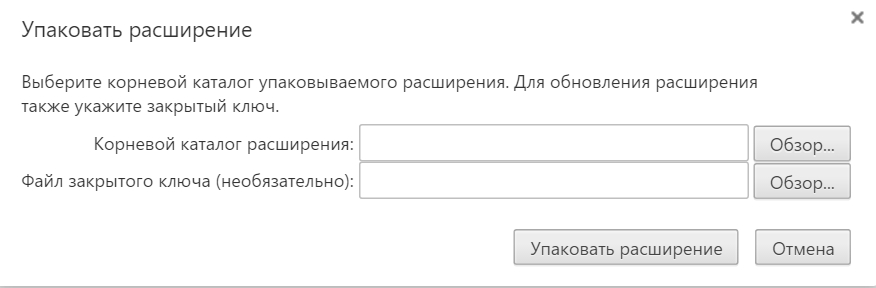 Упаковать расширение
Выберите корневой каталог упаковываемого расширения. Для обновления расширения
также укажите закрытый ключ.
Корневой каталог расширения: Обзор...
Файл закрытого ключа (необязательно): Обзор...
Упаковать расширение Отмена